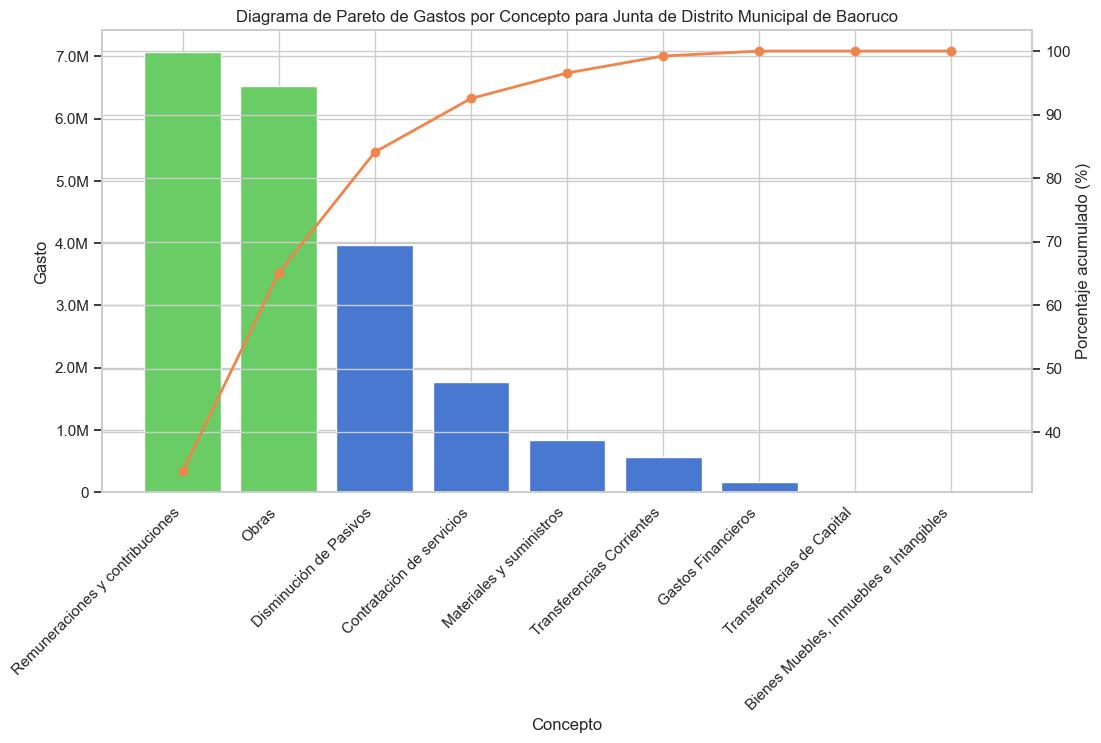 Diagrama de Pareto de Gastos por Concepto para Junta de Distrito Municipal de Baoruco
7.0M
6.0M
5.0M
4.0M
3.0M
2.0M
1.0M
0
Gasto
100
90
80
70
60
50
40
Porcentaje acumulado (%)
Remuneraciones y contribuciones
Obras
Disminución de Pasivos
Contratación de servicios
Materiales y suministros
Transferencias Corrientes
Gastos Financieros
Transferencias de Capital
Bienes Muebles, Inmuebles e Intangibles
Concepto